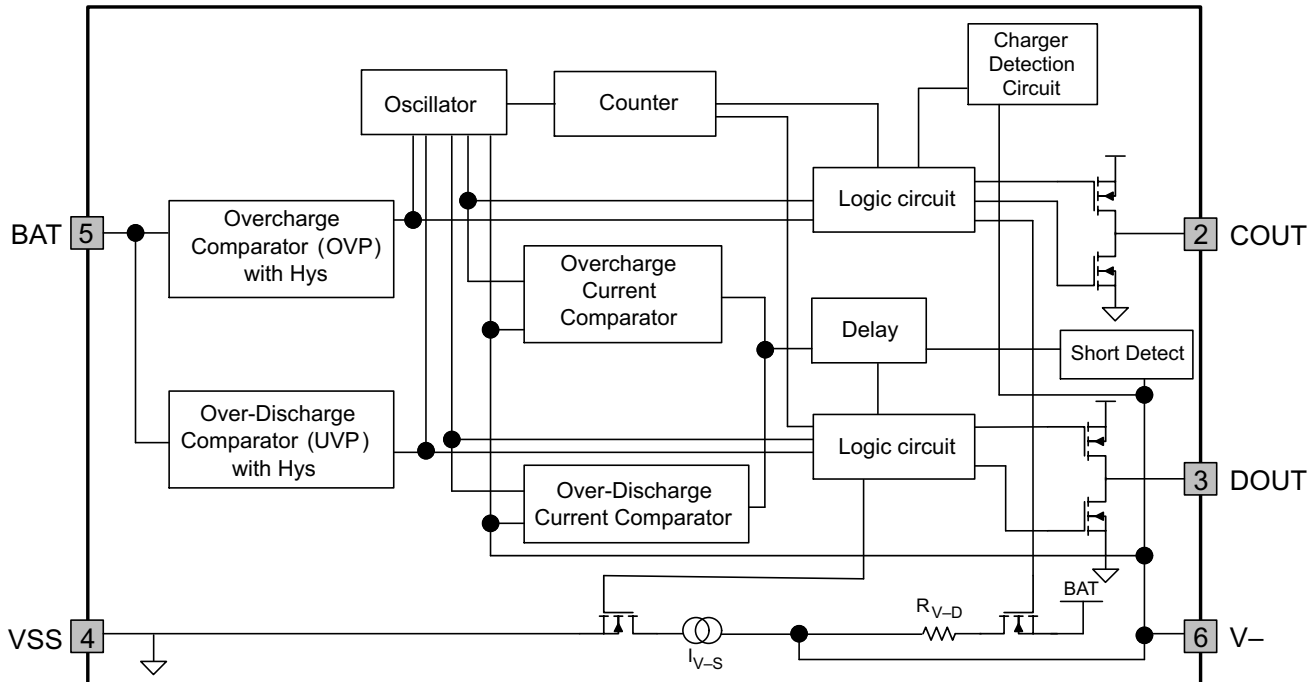 Charger
Detection
Circuit
Oscillator
Counter
Logic circuit
BAT
5
Overcharge
Comparator (OVP)
with Hys
2
COUT
Overcharge
Current
Comparator
Delay
Short Detect
Over-Discharge
Comparator (UVP)
with Hys
Logic circuit
3
DOUT
Over-Discharge
Current Comparator
BAT
RV–D
VSS
4
IV–S
6
V–